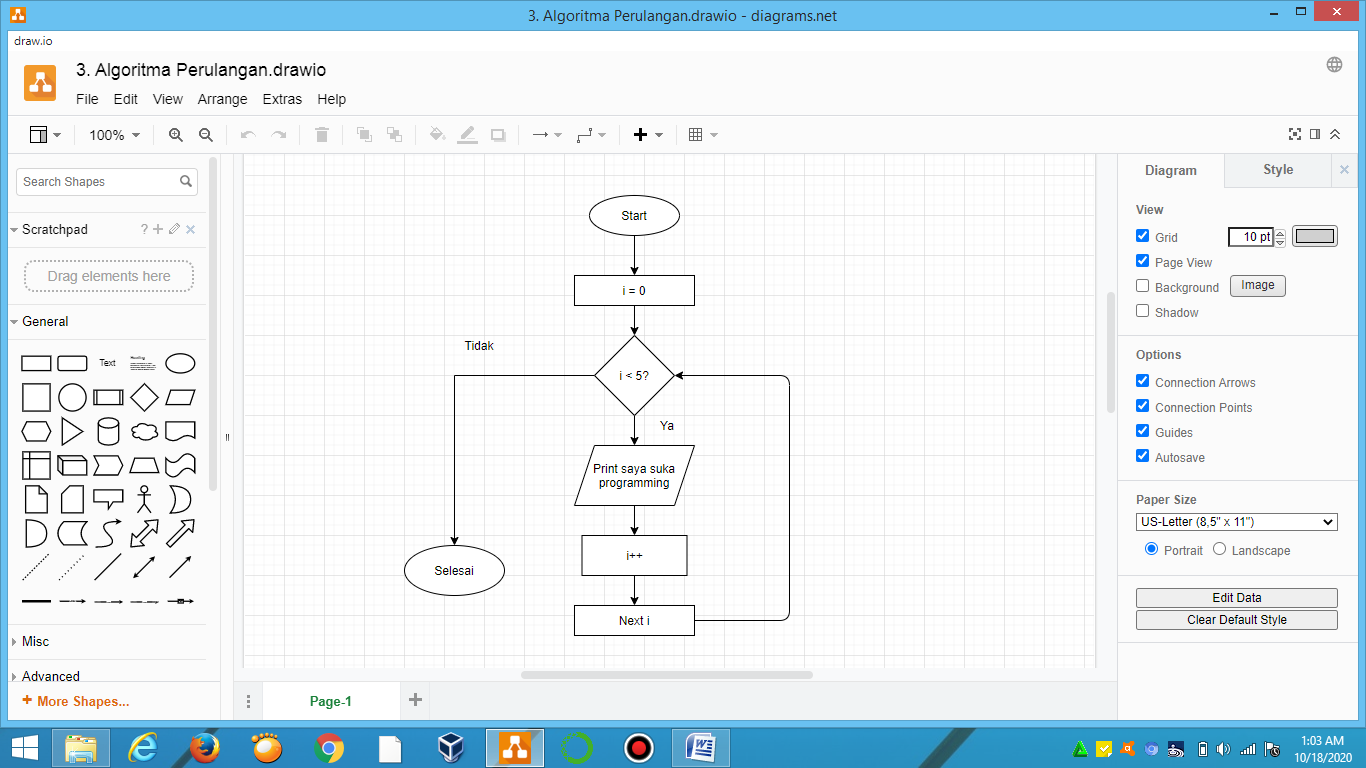 3. Algoritma Perulangan.drawio - diagrams.net
draw.io
3. Algoritma Perulangan.drawio
File Edit View Arrange Extras Help
100%
Search Shapes
Scratchpad
?
Drag elements here
General
Text
Heading
Misc
Advanced
+ More Shapes...
Start
i = 0
Tidak
i < 5?
Ya
Print saya suka
programming
i++
Selesai
Next i
Page-1
Diagram Style
View
Grid 10 pt
Page View
Background Image
Shadow
Options
Connection Arrows
Connection Points
Guides
Autosave
Paper Size
US-Letter (8,5" x 11")
Portrait Landscape
Edit Data
Clear Default Style
1:03 AM
10/18/2020